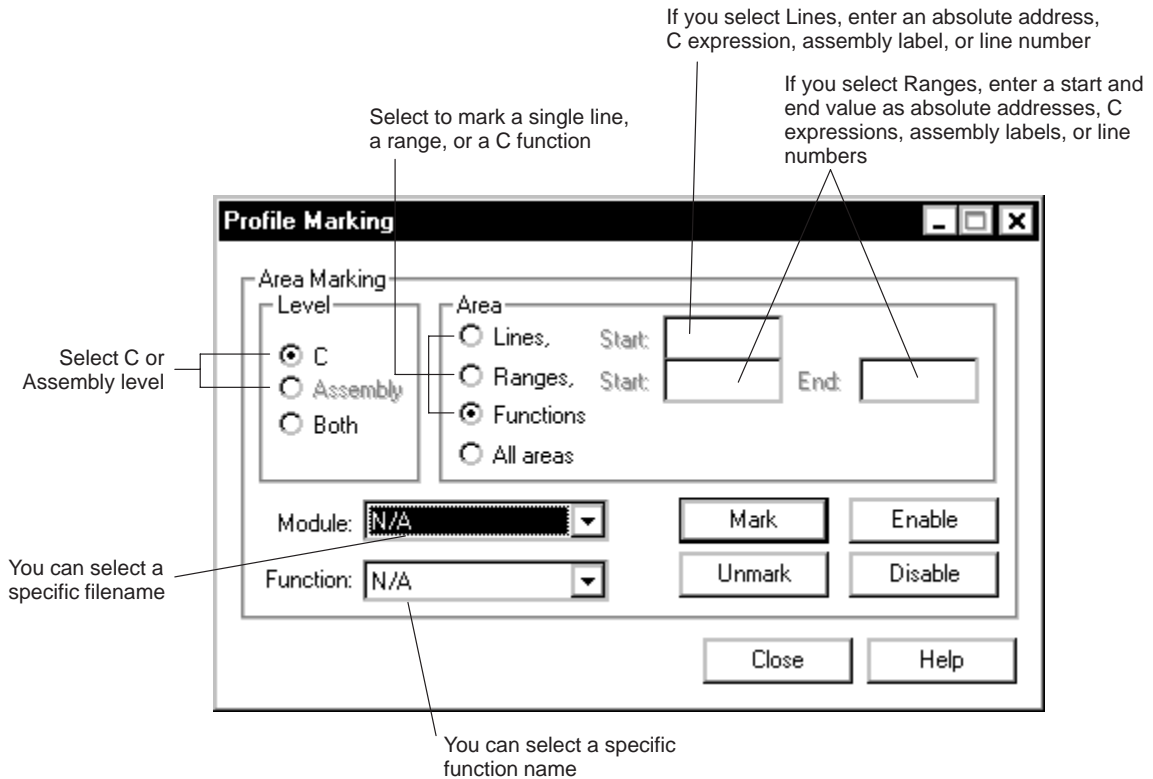 If you select Lines, enter an absolute address,
C expression, assembly label, or line number
If you select Ranges, enter a start and
end value as absolute addresses, C
expressions, assembly labels, or line
numbers
Select to mark a single line,
a range, or a C function
Profile Marking
Area Marking
Level
Area
Select C or
Assembly level
C
Assembly
Both
Lines, Start:
Ranges, Start: End:
Functions
All areas
Module: N/A
Mark Enable
You can select a
specific filename
Function: N/A
Unmark Disable
Close Help
You can select a specific
function name